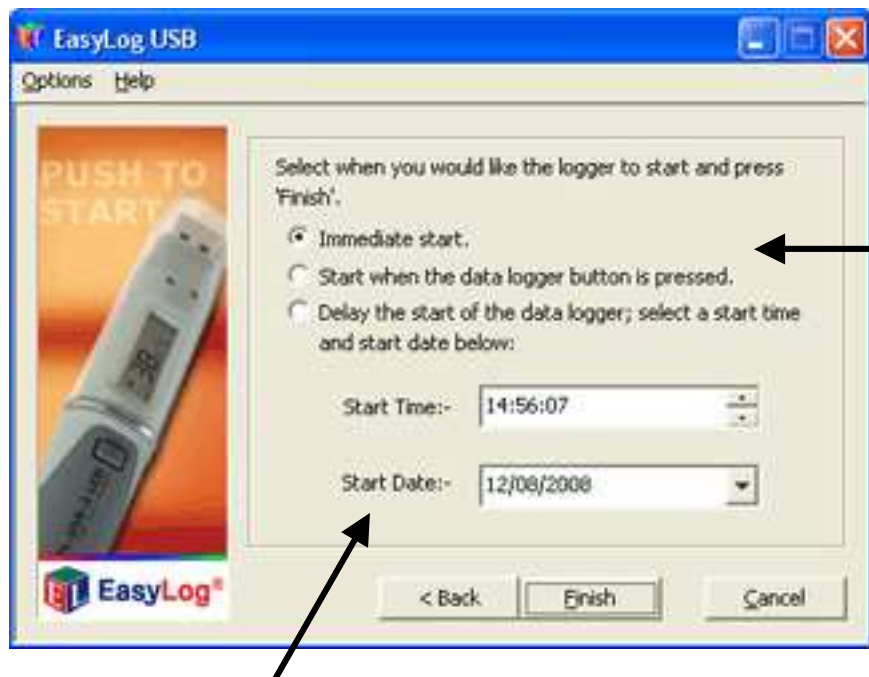 EasyLog USB
Options Help
PUSH TO
START
Select when you would like the logger to start and press
'Finish'.
Immediate start.
Start when the data logger button is pressed.
Delay the start of the data logger; select a start time
and start date below:
Start Time:- 14:56:07
Start Date:- 12/08/2008
EasyLog®
< Back Finish Cancel